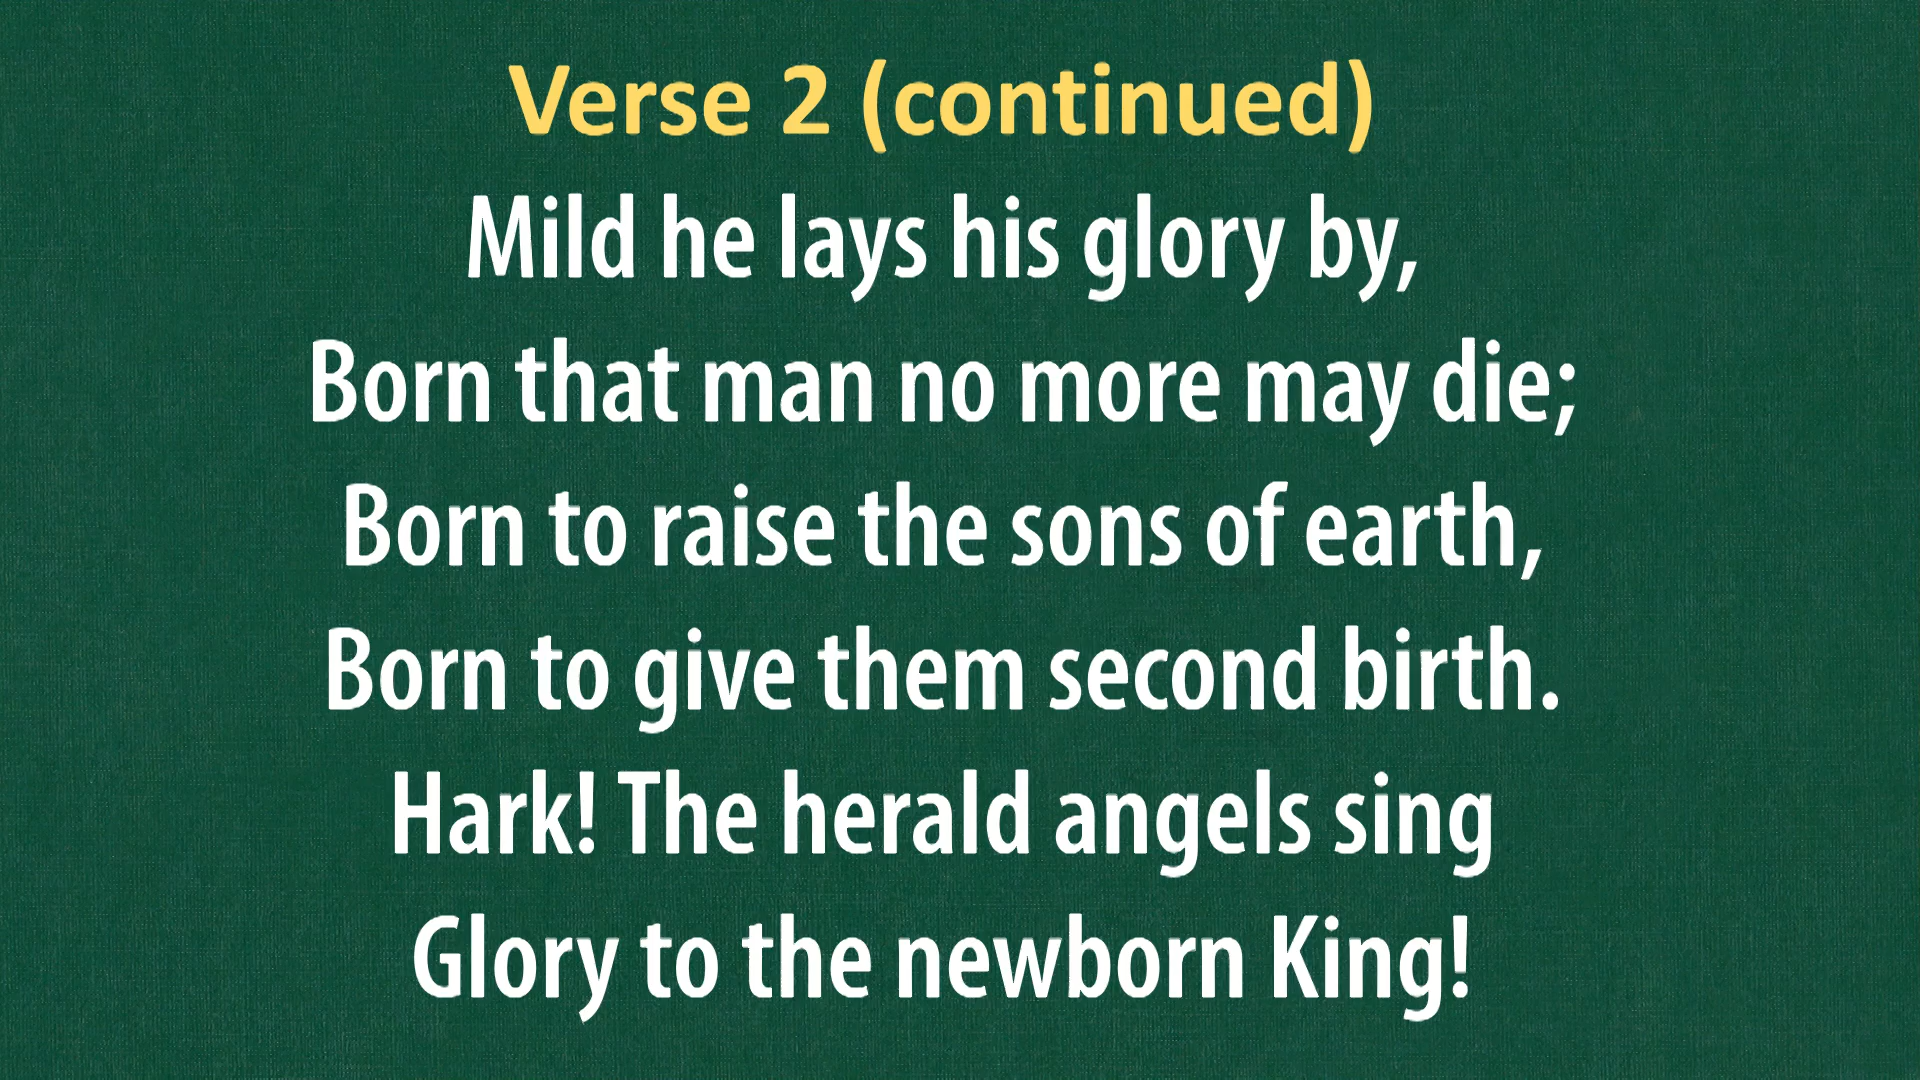 Verse 2 (continued)
Mild he lays his glory by,
Born that man no more may die;
Born to raise the sons of earth,
Born to give them second birth.
Hark! The herald angels sing
Glory to the newborn King!